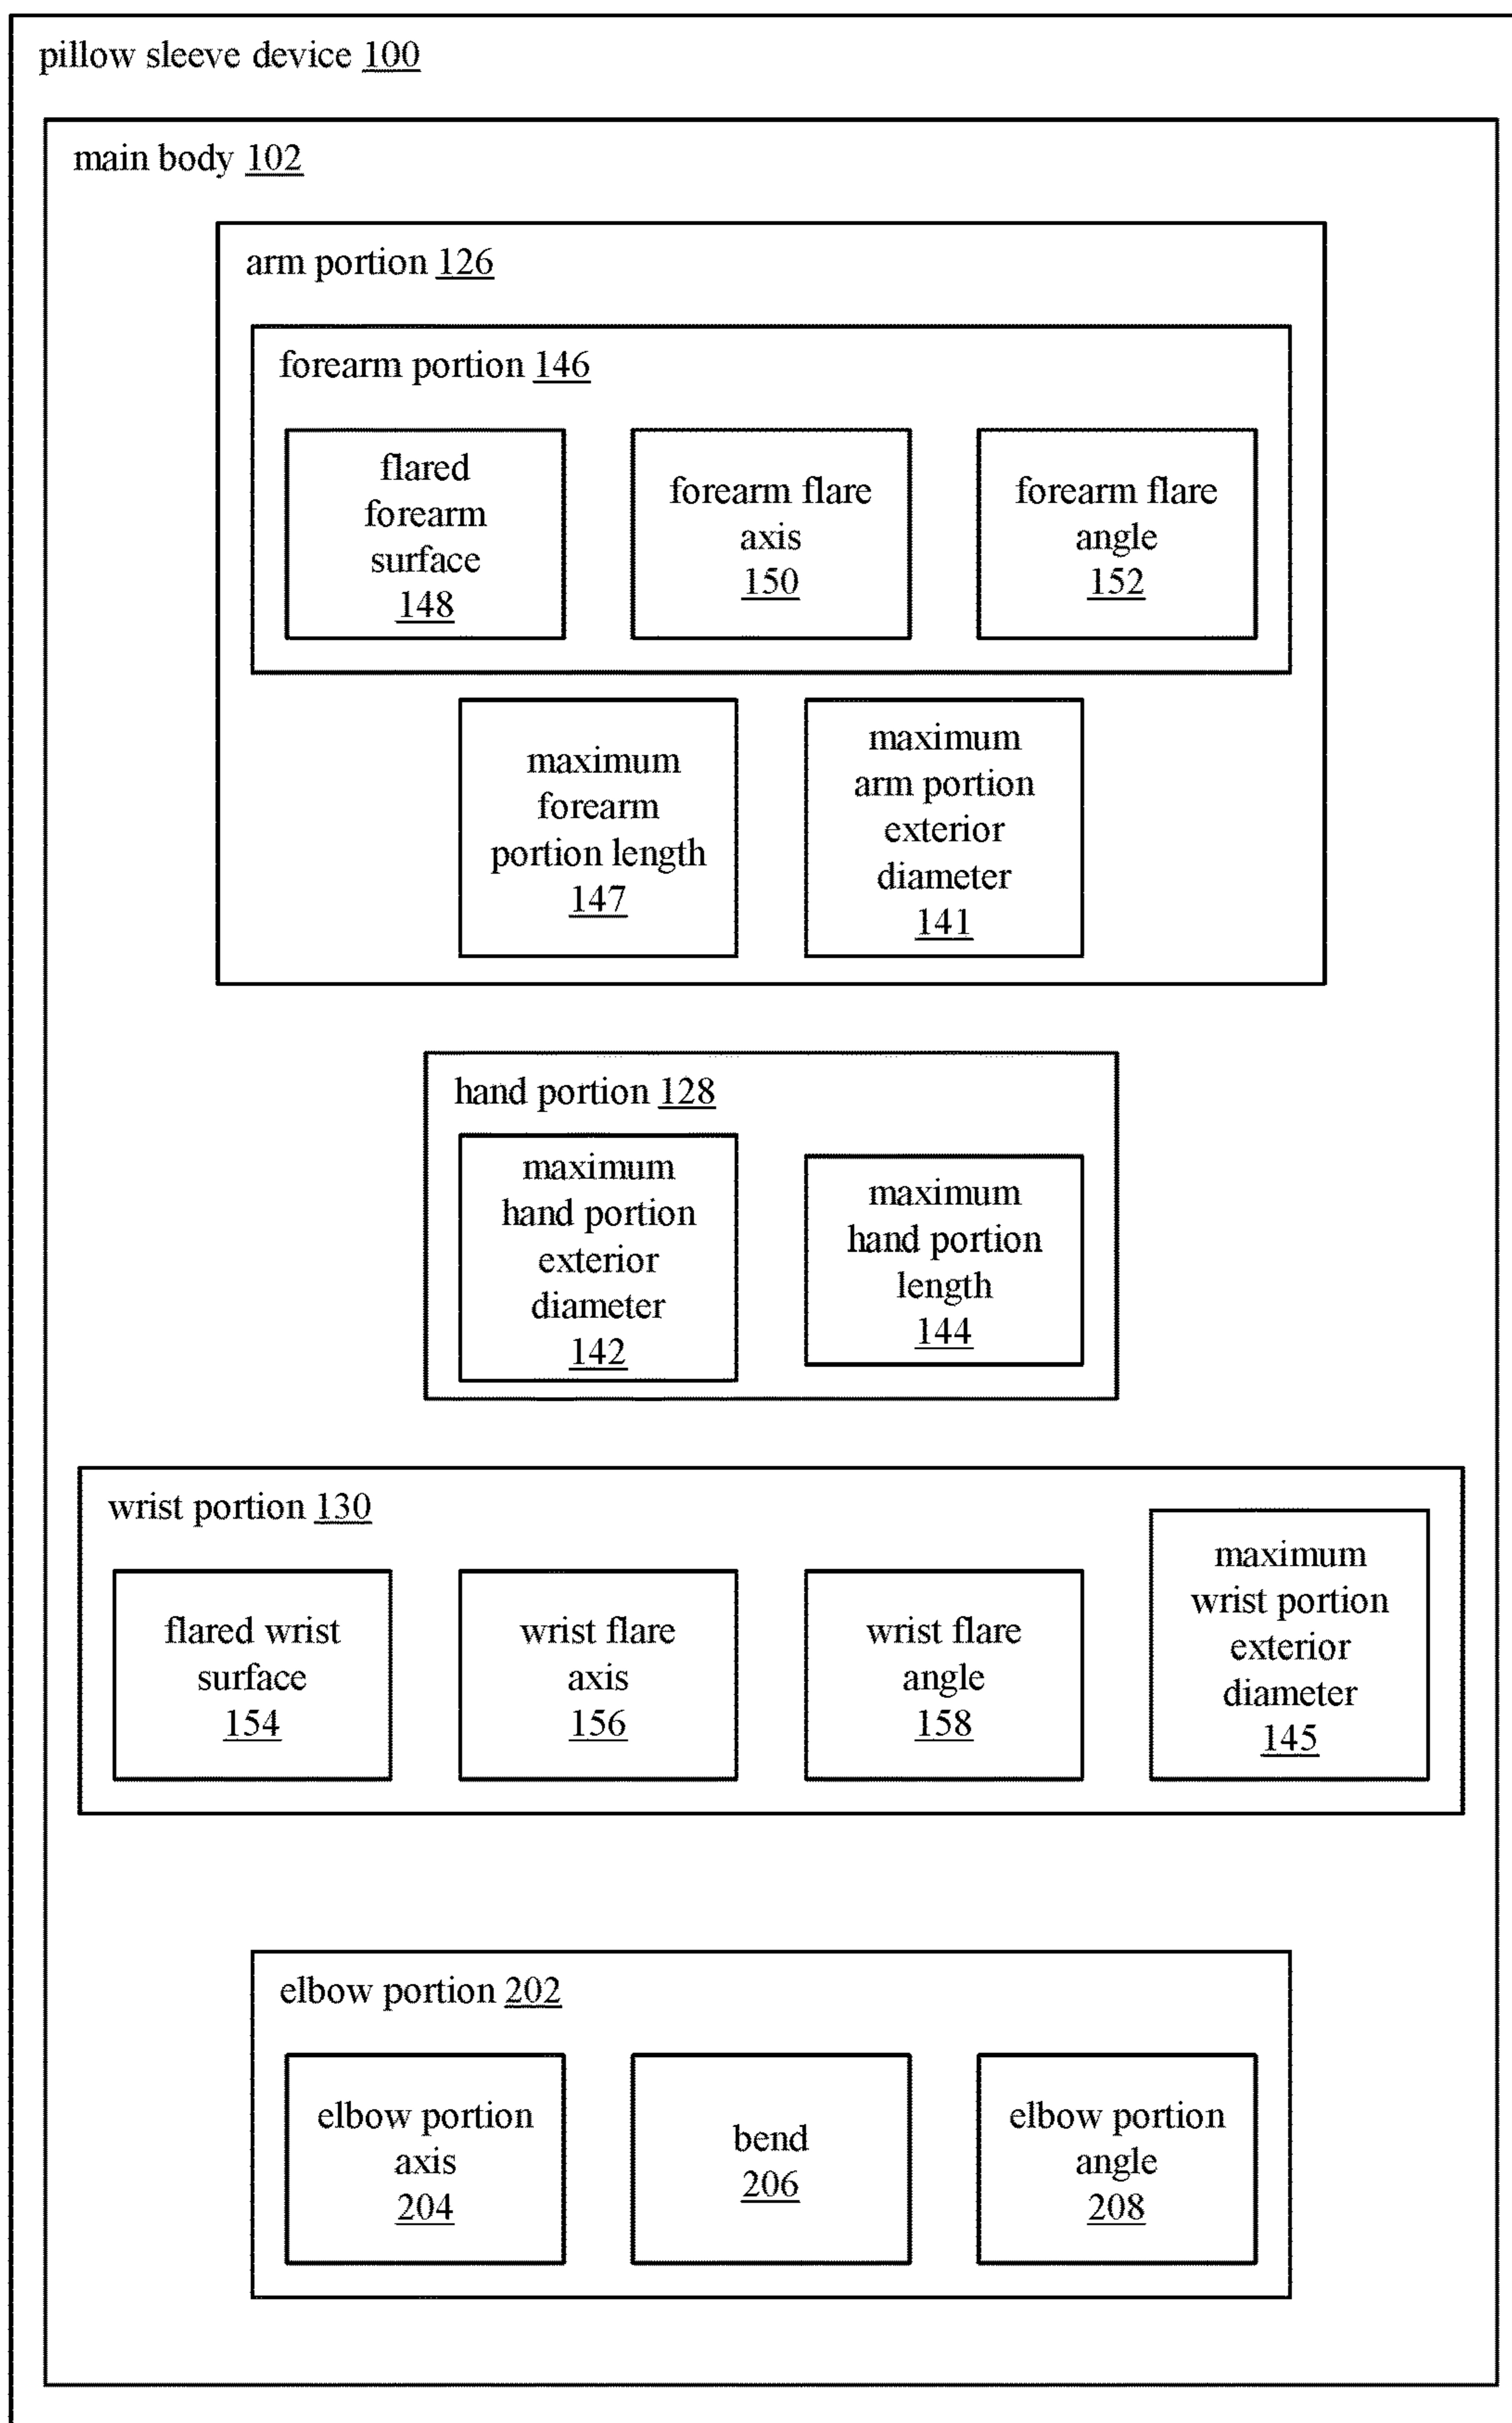 pillow sleeve device 100
main body 102
arm portion 126
forearm portion 146
flared
forearm
surface
148
forearm flare
axis
150
forearm flare
angle
152
maximum
forearm
portion length
147
maximum
arm portion
exterior
diameter
141
hand portion 128
maximum
hand portion
exterior
diameter
142
maximum
hand portion
length
144
wrist portion 130
flared wrist
surface
154
wrist flare
axis
156
wrist flare
angle
158
maximum
wrist portion
exterior
diameter
145
elbow portion 202
elbow portion
axis
204
bend
206
elbow portion
angle
208